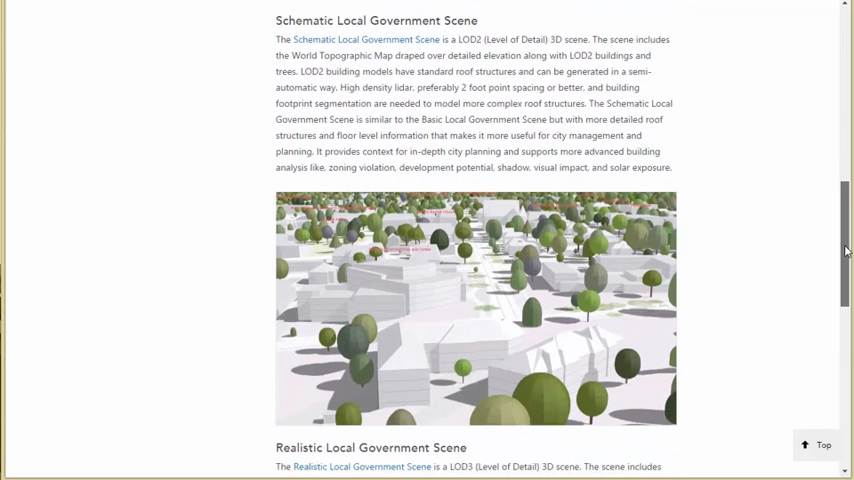 Schematic Local Government Scene
The Schematic Local Government Scene is a LOD2 (Level of Detail) 3D scene. The scene includes
the World Topographic Map draped over detailed elevation along with LOD2 buildings and
trees. LOD2 building models have standard roof structures and can be generated in a semi-
automatic way. High density lidar, preferably 2 foot point spacing or better, and building
footprint segmentation are needed to model more complex roof structures. The Schematic Local
Government Scene is similar to the Basic Local Government Scene but with more detailed roof
structures and floor level information that makes it more useful for city management and
planning. It provides context for in-depth city planning and supports more advanced building
analysis like, zoning violation, development potential, shadow, visual impact, and solar exposure.
Realistic Local Government Scene
The Realistic Local Government Scene is a LOD3 (Level of Detail) 3D scene. The scene includes
Top